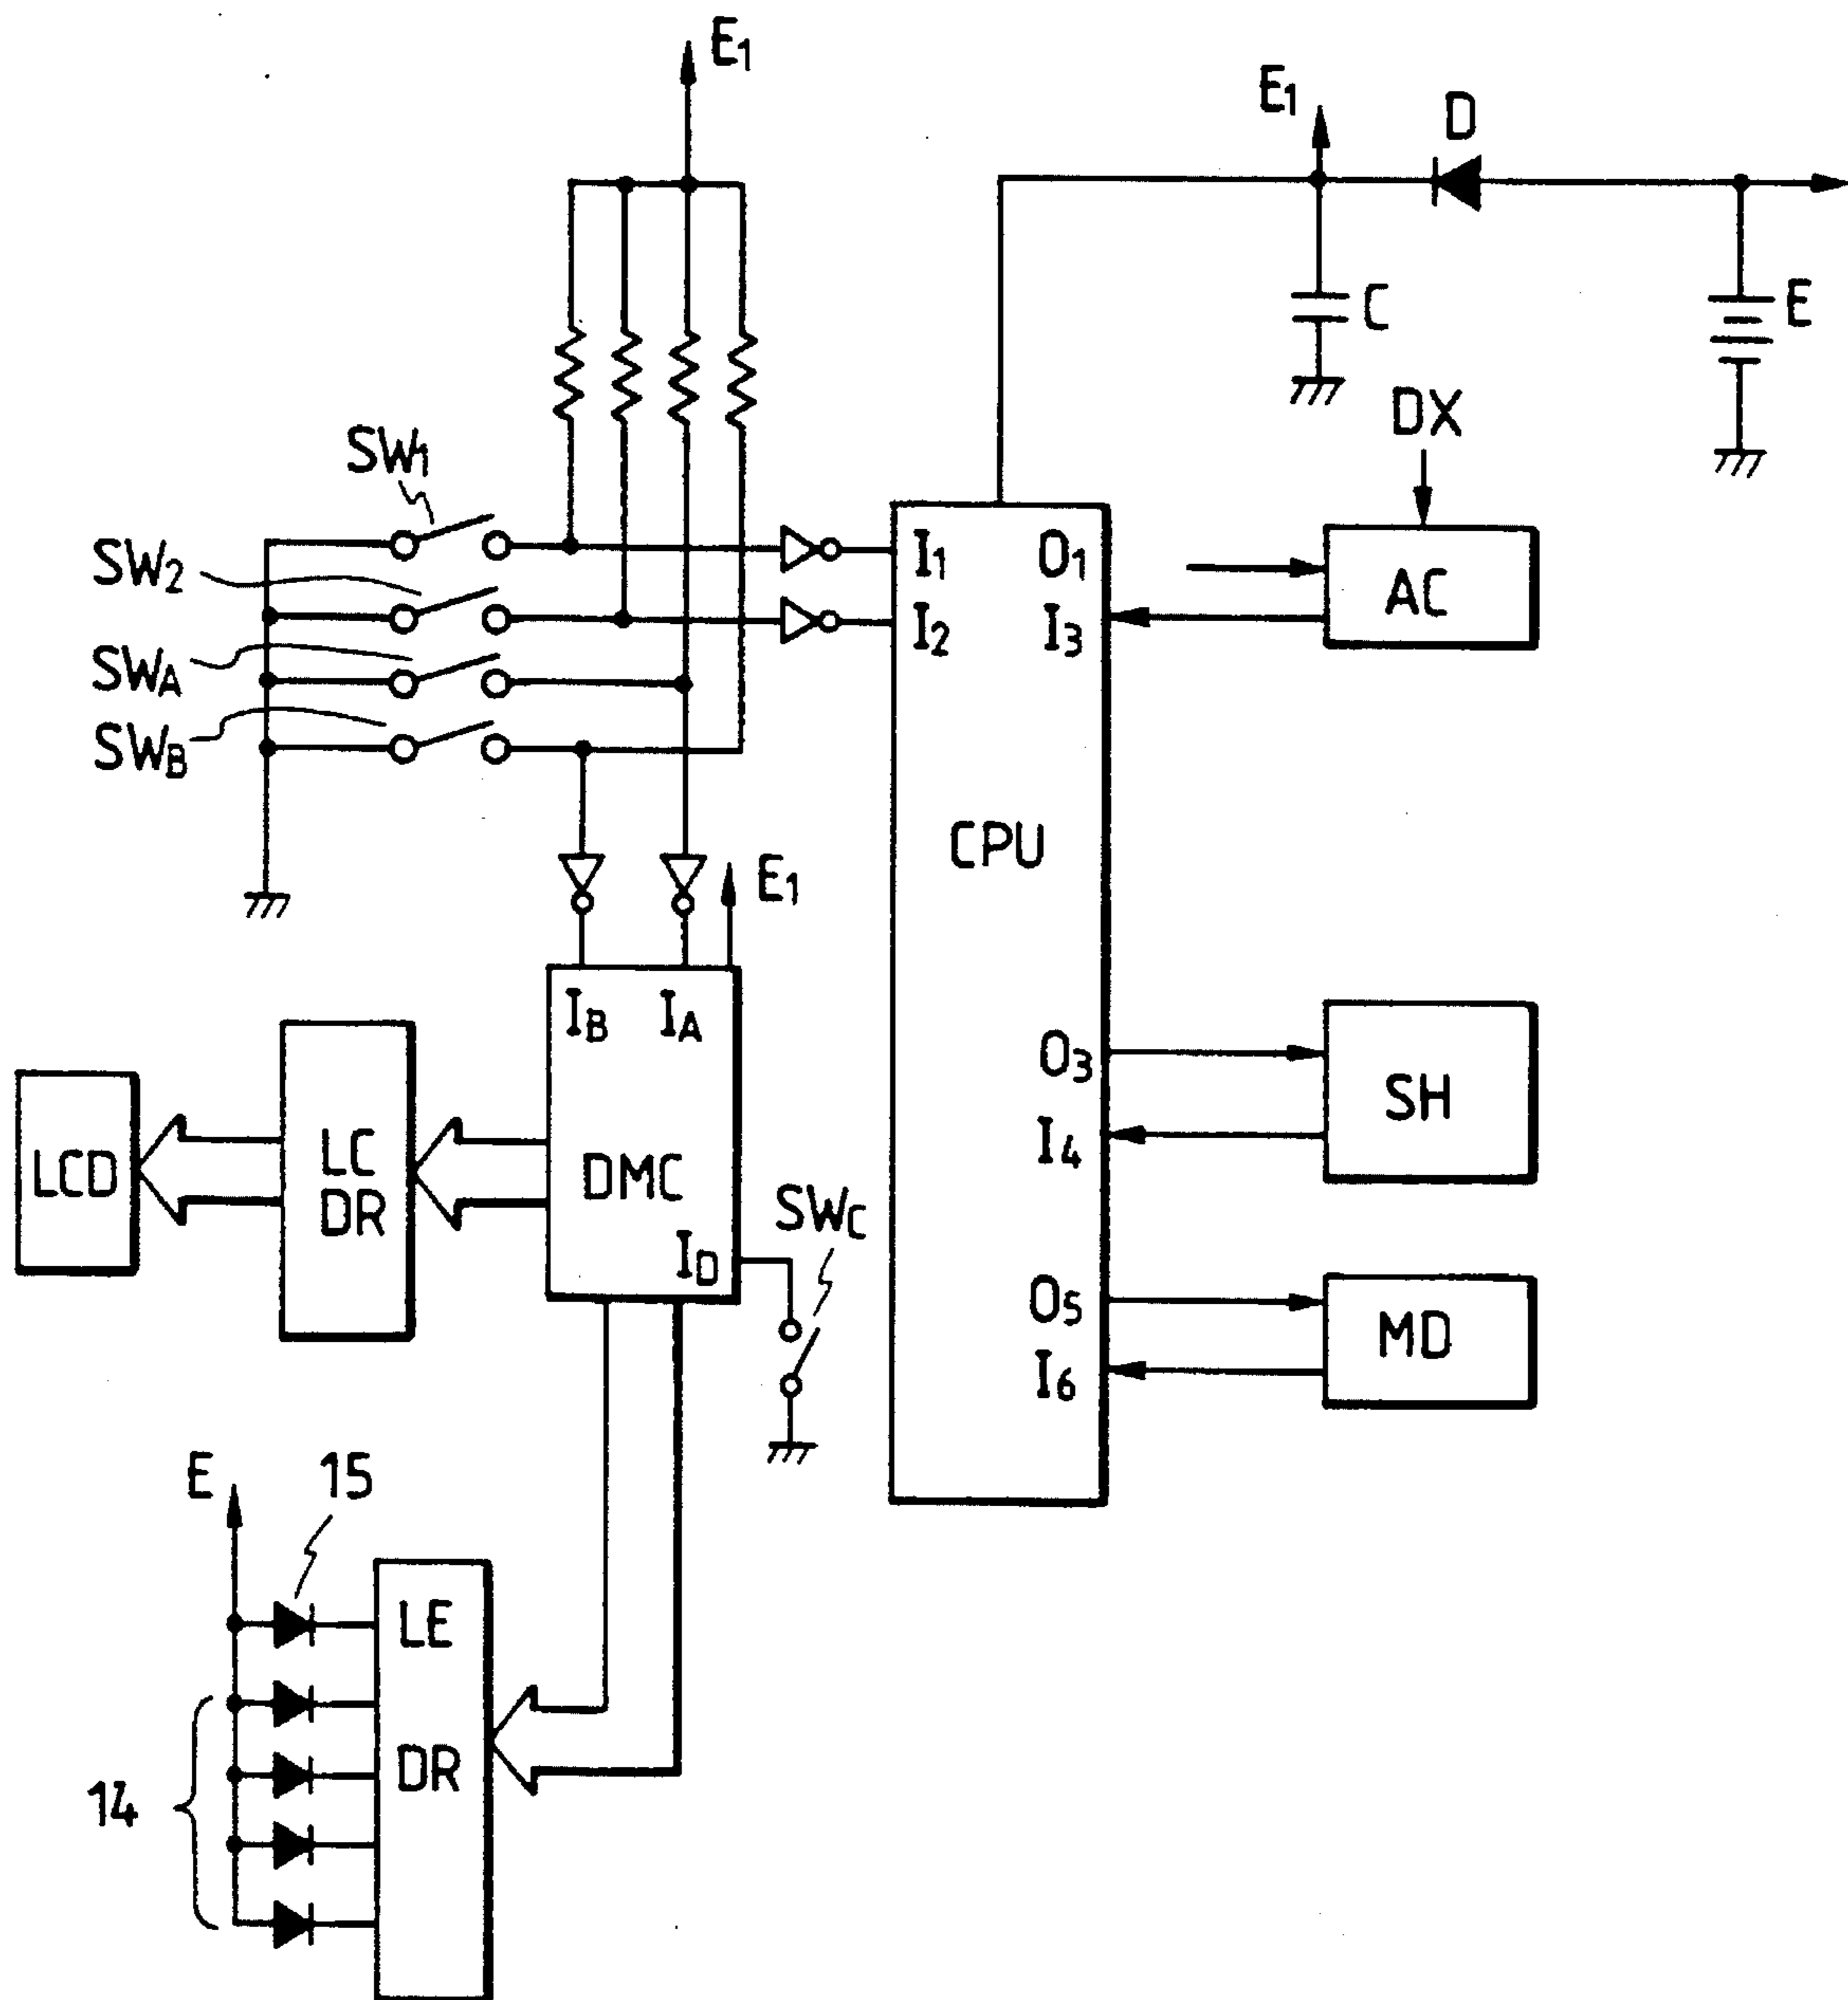 E₁
E₁
D
C
E
DX
SW₁
SW₂
SWA
SWB
I₁
O₁
AC
I₂
I₃
CPU
E₁
IB
IA
O₃
SH
I₄
LCD
LC
DR
DMC
SWC
ID
O₅
MD
I₆
E
15
LE
DR
14